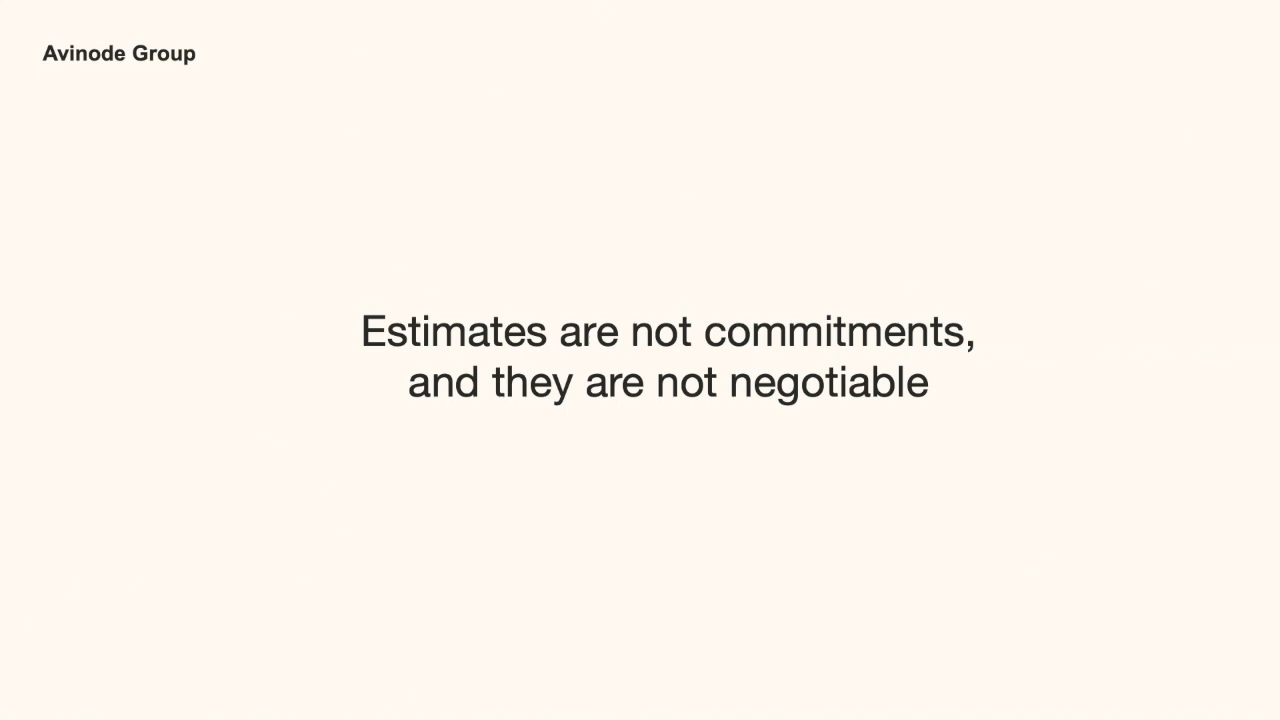 Avinode Group
Estimates are not commitments,
and they are not negotiable